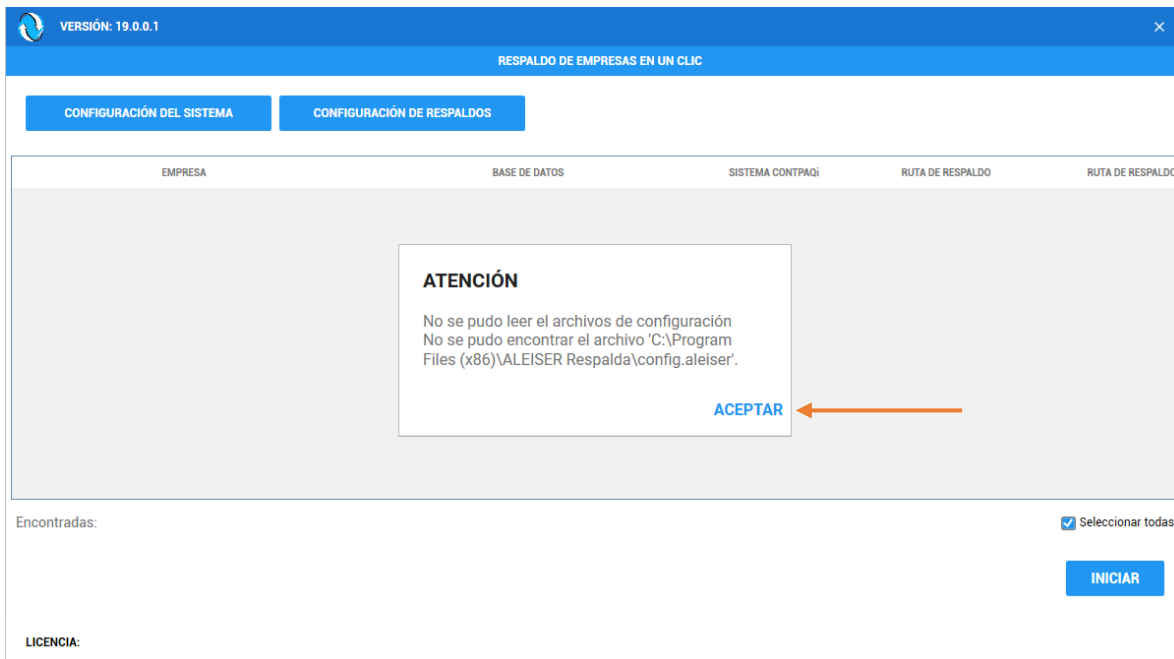 VERSIÓN: 19.0.0.1
RESPALDO DE EMPRESAS EN UN CLIC
CONFIGURACIÓN DEL SISTEMA CONFIGURACIÓN DE RESPALDOS
EMPRESA BASE DE DATOS SISTEMA CONTPAQi RUTA DE RESPALDO RUTA DE RESPALDO
ATENCIÓN
No se pudo leer el archivos de configuración
No se pudo encontrar el archivo 'C:\Program
Files (x86)\ALEISER Respalda\config.aleiser'.
ACEPTAR
Encontradas: Seleccionar todas
INICIAR
LICENCIA: